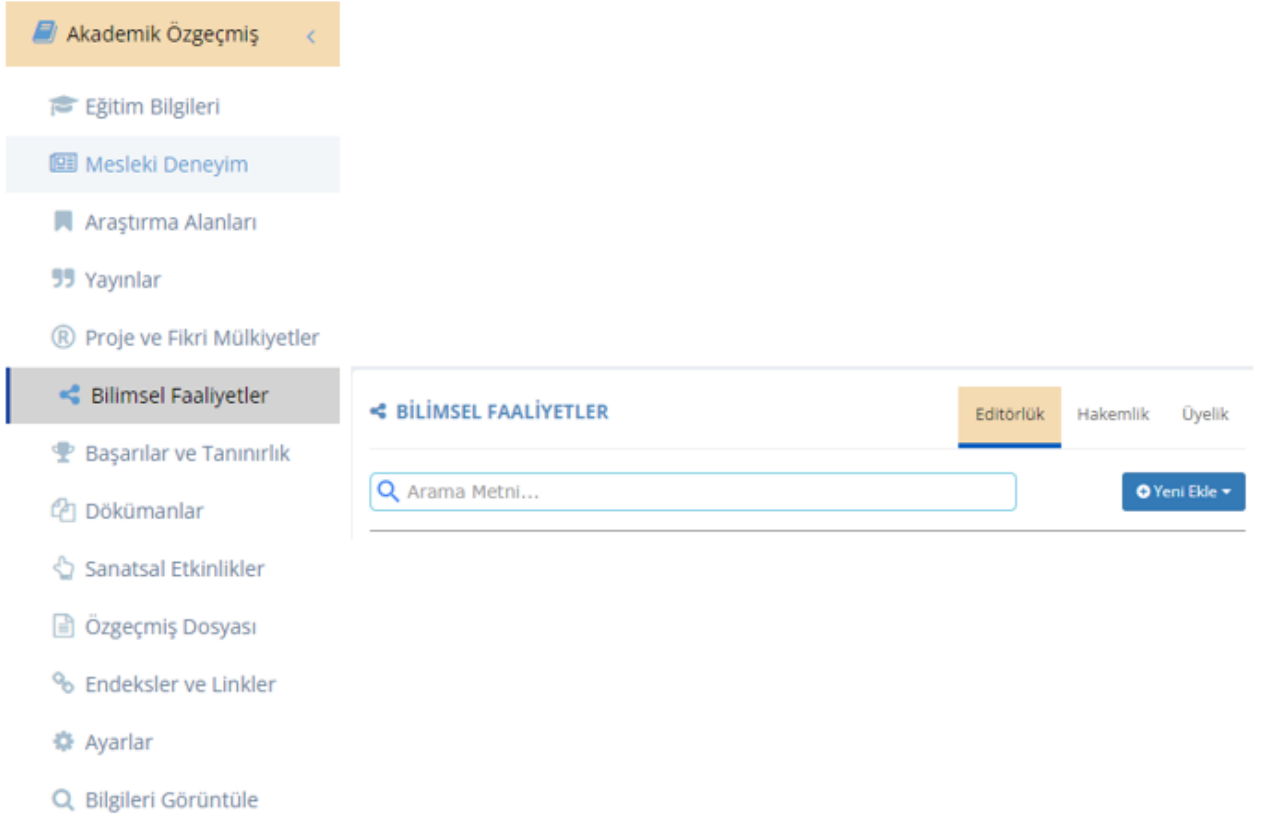 Akademik Özgeçmiş
Eğitim Bilgileri
Mesleki Deneyim
Araştırma Alanları
Yayınlar
Proje ve Fikri Mülkiyetler
Bilimsel Faaliyetler
Başarılar ve Tanınırlık
Dökümanlar
Sanatsal Etkinlikler
Özgeçmiş Dosyası
Endeksler ve Linkler
Ayarlar
Bilgileri Görüntüle
BİLİMSEL FAALİYETLER
Editörlük Hakemlik Üyelik
Arama Metni...
Yeni Ekle